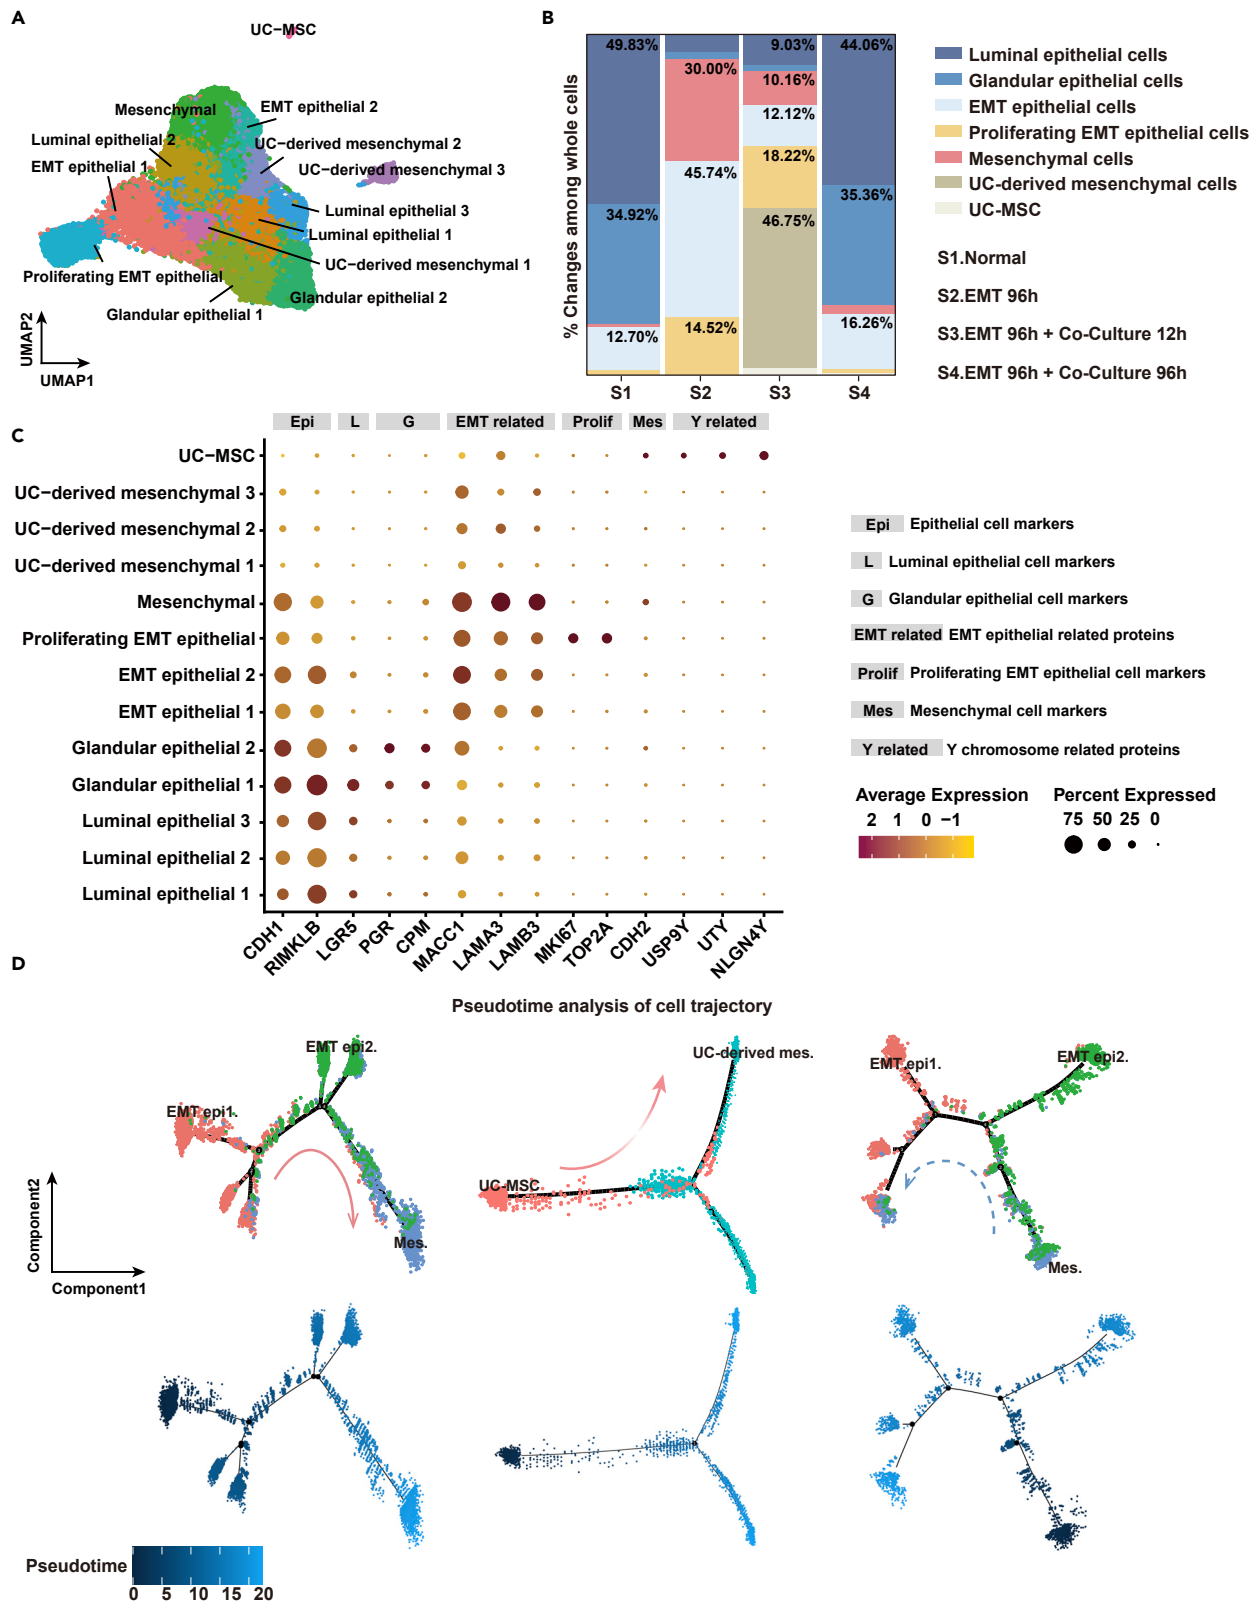 A
UC−MSC
Mesenchymal
EMT epithelial 2
Luminal epithelial 2
UC-derived mesenchymal 2
EMT epithelial 1
UC-derived mesenchymal 3
Luminal epithelial 3
Luminal epithelial 1
UC-derived mesenchymal 1
Proliferating EMT epithelial
Glandular epithelial 2
Glandular epithelial 1
UMAP2
UMAP1
B
% Changes among whole cells
49.83%
34.92%
12.70%
30.00%
45.74%
14.52%
9.03%
10.16%
12.12%
18.22%
46.75%
44.06%
35.36%
16.26%
S1 S2 S3 S4
Luminal epithelial cells
Glandular epithelial cells
EMT epithelial cells
Proliferating EMT epithelial cells
Mesenchymal cells
UC-derived mesenchymal cells
UC-MSC
S1.Normal
S2.EMT 96h
S3.EMT 96h + Co-Culture 12h
S4.EMT 96h + Co-Culture 96h
C
Epi L G EMT related Prolif Mes Y related
UC−MSC
UC−derived mesenchymal 3
UC−derived mesenchymal 2
UC−derived mesenchymal 1
Mesenchymal
Proliferating EMT epithelial
EMT epithelial 2
EMT epithelial 1
Glandular epithelial 2
Glandular epithelial 1
Luminal epithelial 3
Luminal epithelial 2
Luminal epithelial 1
CDH1 RIMKLB LGR5 PGR CPM MACC1 LAMA3 LAMB3 MKI67 TOP2A CDH2 USP9Y UTY NLGN4Y
Epi Epithelial cell markers
L Luminal epithelial cell markers
G Glandular epithelial cell markers
EMT related EMT epithelial related proteins
Prolif Proliferating EMT epithelial cell markers
Mes Mesenchymal cell markers
Y related Y chromosome related proteins
Average Expression
2 1 0 −1
Percent Expressed
75 50 25 0
D
Pseudotime analysis of cell trajectory
EMT epi2.
EMT epi1.
Mes.
UC-derived mes.
UC-MSC
EMT epi1.
EMT epi2.
Mes.
Component2
Component1
Pseudotime
0 5 10 15 20